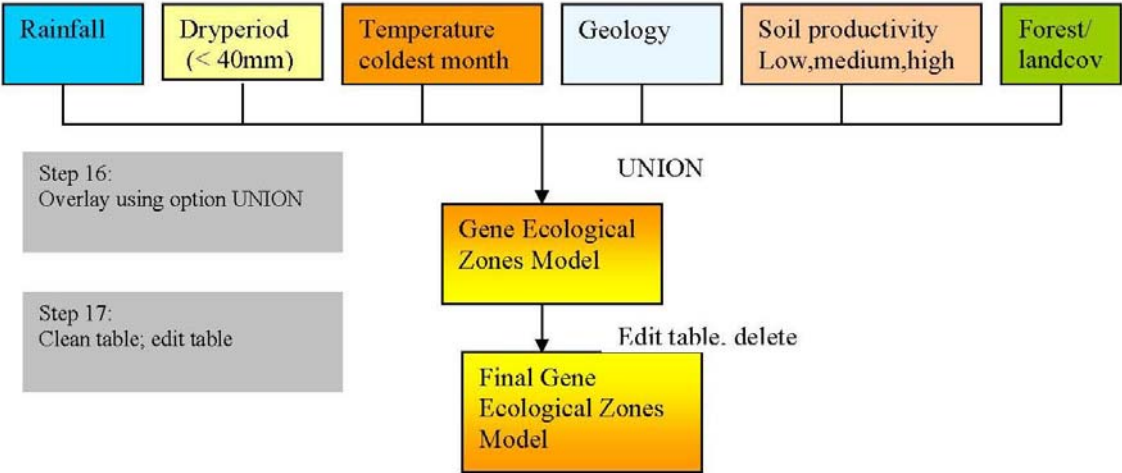 Rainfall
Dryperiod
(< 40mm)
Temperature
coldest month
Geology
Soil productivity
Low,medium,high
Forest/
landcov
Step 16:
Overlay using option UNION
UNION
Gene Ecological
Zones Model
Step 17:
Clean table; edit table
Edit table. delete
Final Gene
Ecological Zones
Model